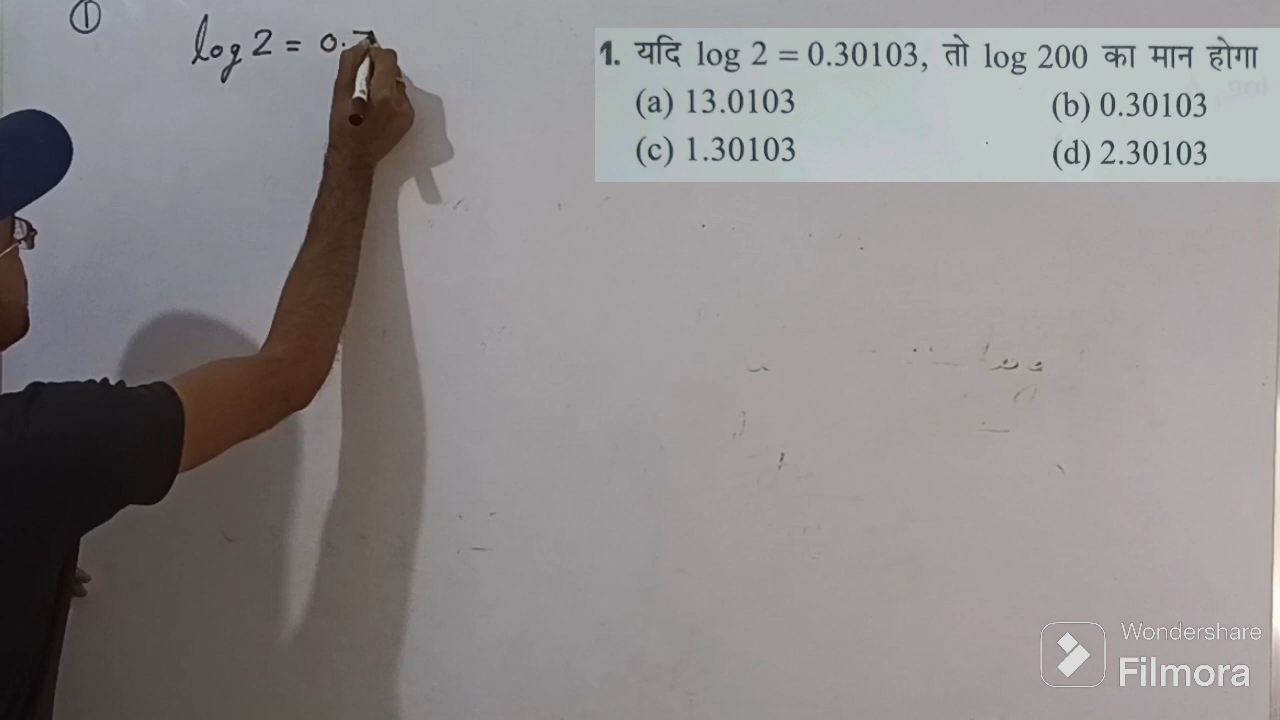 ①
log 2 = 0.
1. यदि log 2 = 0.30103, तो log 200 का मान होगा
(a) 13.0103 (b) 0.30103
(c) 1.30103 (d) 2.30103
Wondershare
Filmora